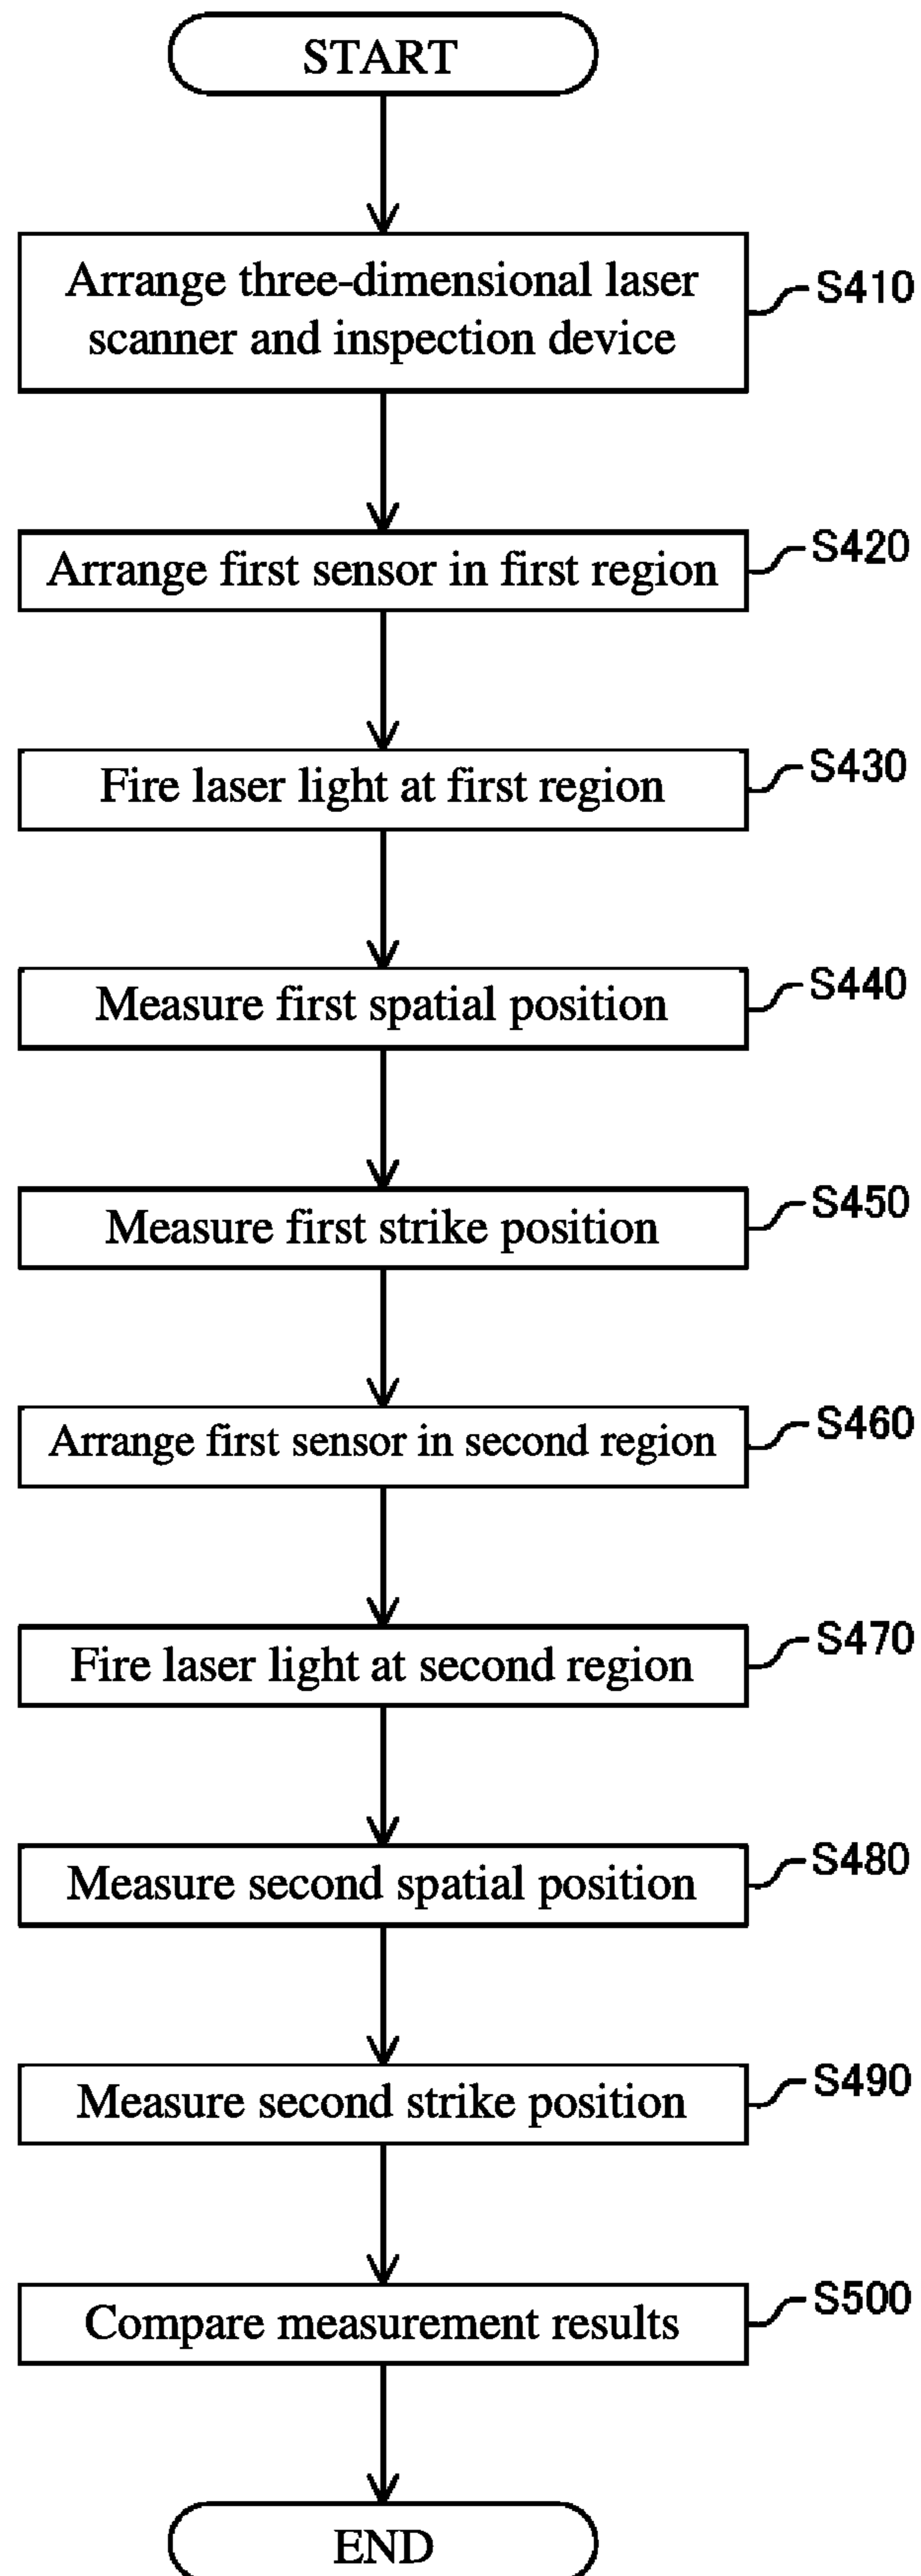 START
Arrange three-dimensional laser
scanner and inspection device
S410
Arrange first sensor in first region
S420
Fire laser light at first region
S430
Measure first spatial position
S440
Measure first strike position
S450
Arrange first sensor in second region
S460
Fire laser light at second region
S470
Measure second spatial position
S480
Measure second strike position
S490
Compare measurement results
S500
END